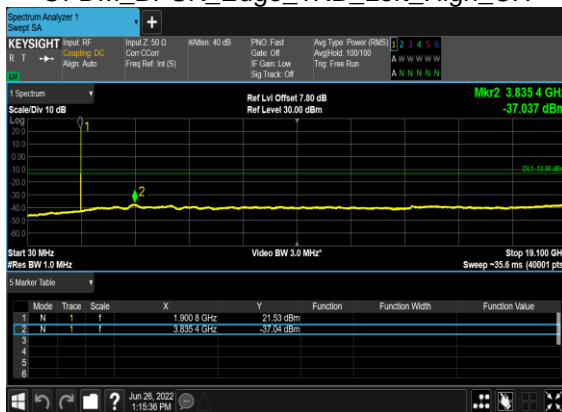 Spectrum Analyzer 1
Swept SA
KEYSIGHT
R T
Input: RF
Coupling: DC
Align: Auto
Input Z: 50 Ω
Corr CCorr
Freq Ref: Int (S)
#Atten: 40 dB
PNO: Fast
Gate: Off
IF Gain: Low
Sig Track: Off
Avg Type: Power (RMS)
Avg|Hold: 100/100
Trig: Free Run
1 2 3 4 5 6
A W W W W W
A N N N N N
1 Spectrum
Scale/Div 10 dB
Log
Ref Lvl Offset 7.80 dB
Ref Level 30.00 dBm
Mkr2 3.835 4 GHz
-37.037 dBm
20.0
10.0
0.00
-10.0
-20.0
-30.0
-40.0
-50.0
-60.0
1
2
DL1 -13.00 dBm
Start 30 MHz
#Res BW 1.0 MHz
Video BW 3.0 MHz*
Stop 19.100 GHz
Sweep ~35.6 ms (40001 pts)
5 Marker Table
Mode Trace Scale X Y Function Function Width Function Value
1 N 1 f 1.900 8 GHz 21.53 dBm
2 N 1 f 3.835 4 GHz -37.04 dBm
3
4
5
6
Jun 26, 2022
1:15:36 PM